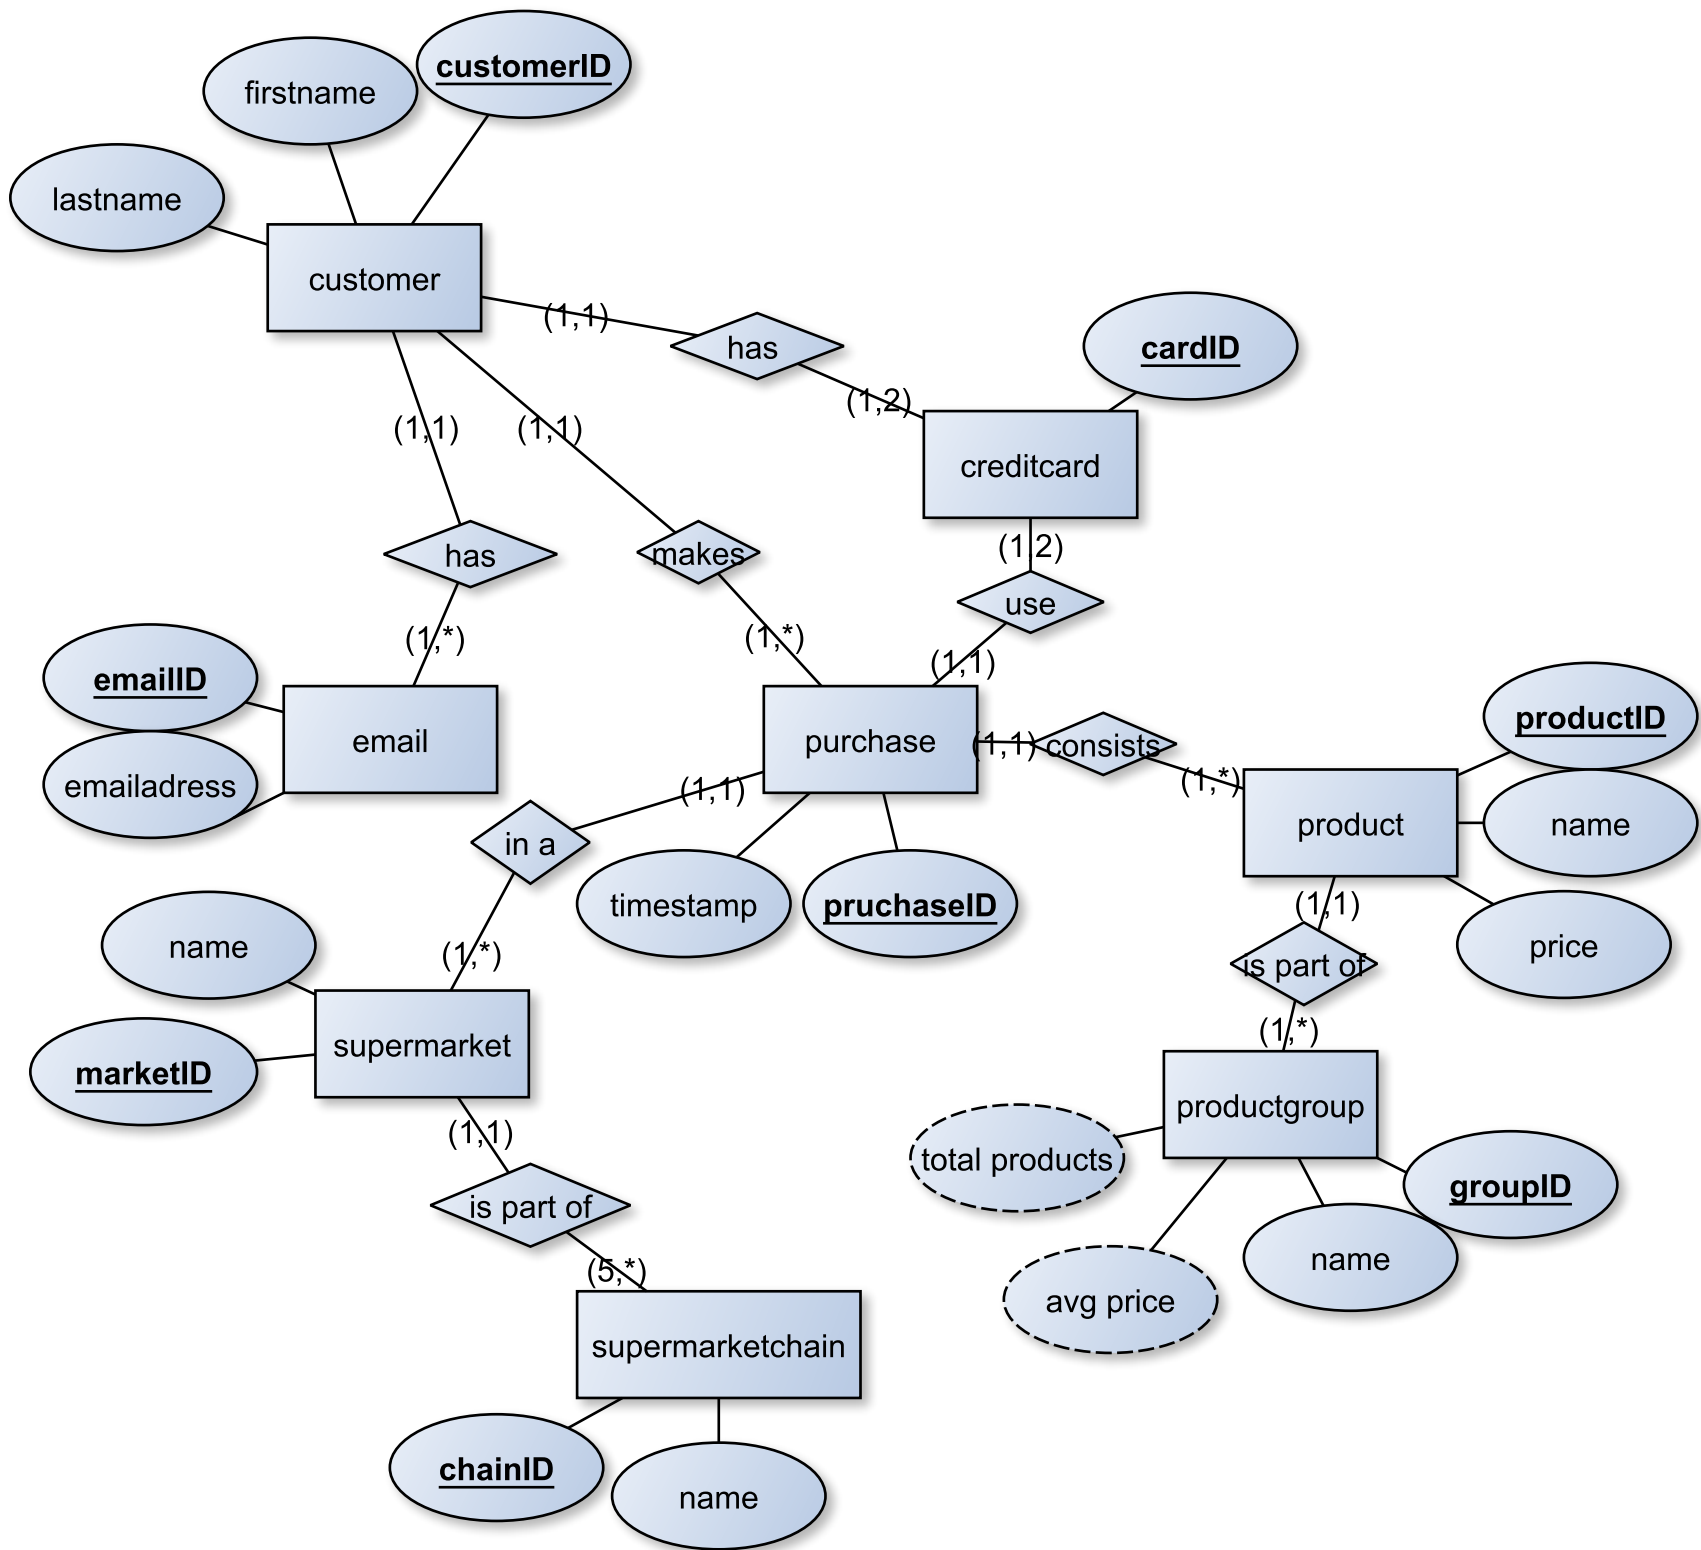 customerID
firstname
lastname
customer
(1,1)
has
cardID
(1,2)
(1,1)
(1,1)
creditcard
(1,2)
has
makes
use
(1,*)
(1,*)
(1,1)
emailID
productID
email
purchase
(1,1)
consists
emailadress
(1,1)
(1,*)
product
name
in a
timestamp
pruchaseID
(1,1)
name
(1,*)
is part of
price
supermarket
(1,*)
marketID
productgroup
(1,1)
total products
groupID
is part of
name
(5,*)
avg price
supermarketchain
chainID
name